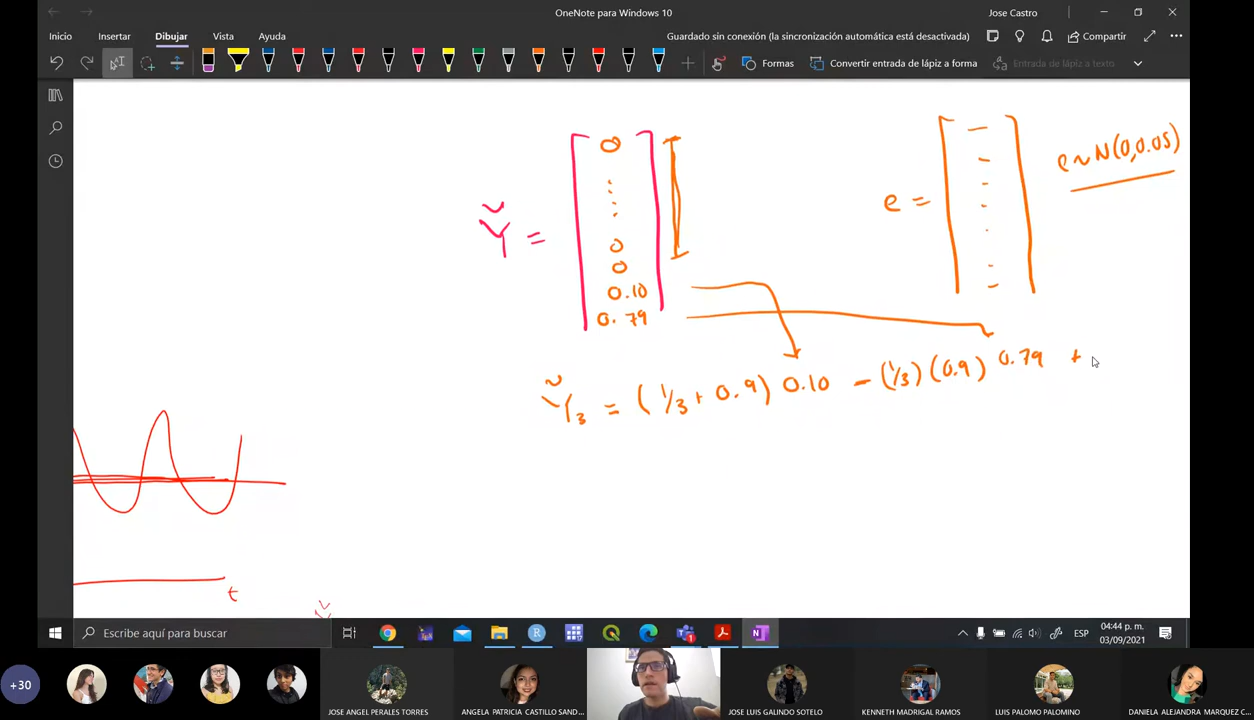 OneNote para Windows 10
Jose Castro
Inicio Insertar Dibujar Vista Ayuda
Guardado sin conexión (la sincronización automática está desactivada)
Compartir
Formas
Convertir entrada de lápiz a forma
Entrada de lápiz a texto
Ỹ =
0
0
0
0.10
0.79
e =
e ~ N(0,0.05)
Ỹ3 = (1/3 + 0.9) 0.10 - (1/3)(0.9) 0.79 +
t
Escribe aquí para buscar
ESP
04:44 p. m.
03/09/2021
+30
JOSE ANGEL PERALES TORRES
ANGELA PATRICIA CASTILLO SAND...
JOSE LUIS GALINDO SOTELO
KENNETH MADRIGAL RAMOS
LUIS PALOMO PALOMINO
DANIELA ALEJANDRA MARQUEZ C...